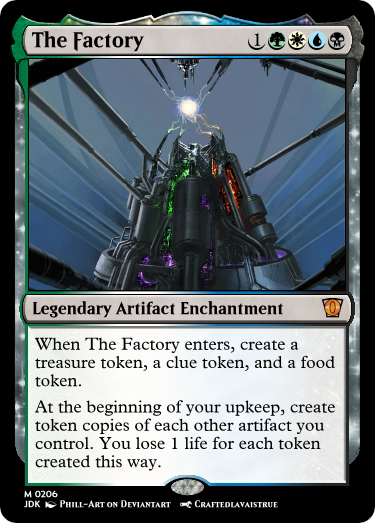 The Factory 1
Legendary Artifact Enchantment
When The Factory enters, create a
treasure token, a clue token, and a food
token.
At the beginning of your upkeep, create
token copies of each other artifact you
control. You lose 1 life for each token
created this way.
M 0206
JDK Phill-Art on Deviantart Craftedlavaistrue